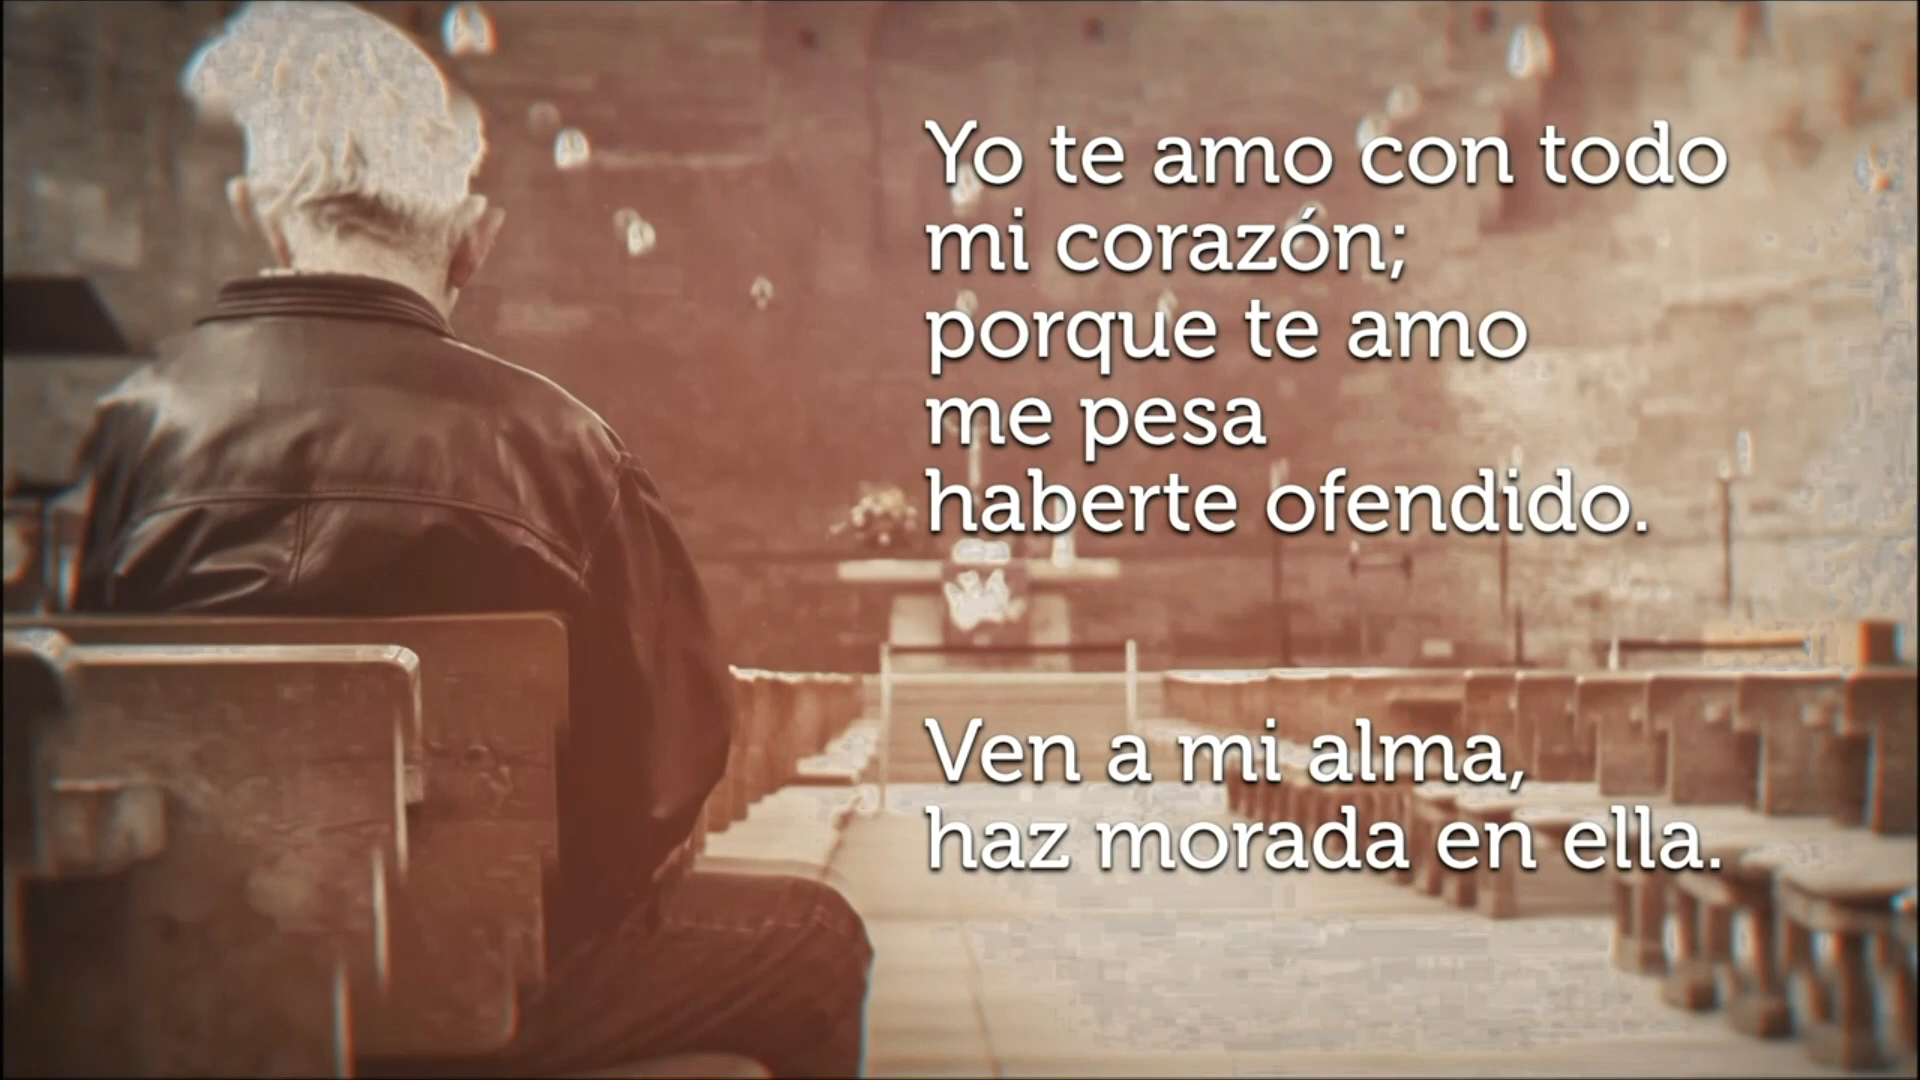 Yo te amo con todo
mi corazón;
porque te amo
me pesa
haberte ofendido.
Ven a mi alma,
haz morada en ella.